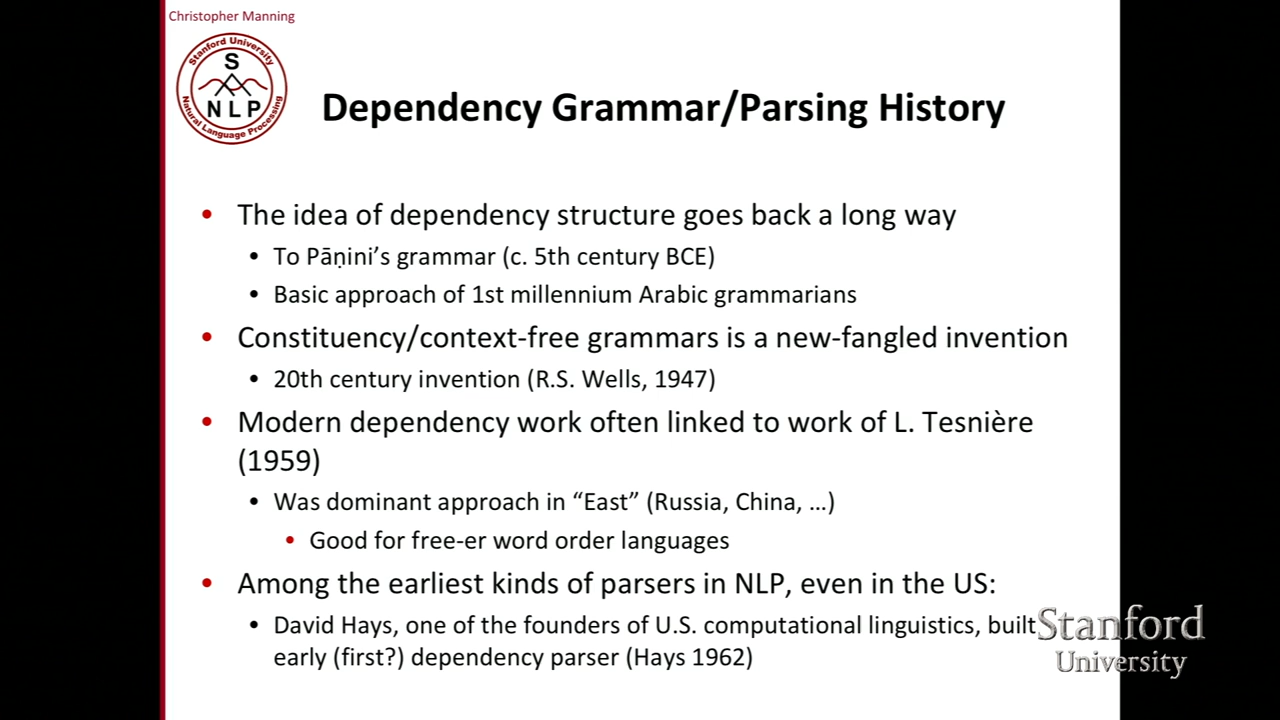 Christopher Manning
Stanford University
S
NLP
Natural Language Processing
Dependency Grammar/Parsing History
• The idea of dependency structure goes back a long way
• To Pāṇini’s grammar (c. 5th century BCE)
• Basic approach of 1st millennium Arabic grammarians
• Constituency/context-free grammars is a new-fangled invention
• 20th century invention (R.S. Wells, 1947)
• Modern dependency work often linked to work of L. Tesnière
(1959)
• Was dominant approach in “East” (Russia, China, …)
• Good for free-er word order languages
• Among the earliest kinds of parsers in NLP, even in the US:
• David Hays, one of the founders of U.S. computational linguistics, built
early (first?) dependency parser (Hays 1962)
Stanford
University